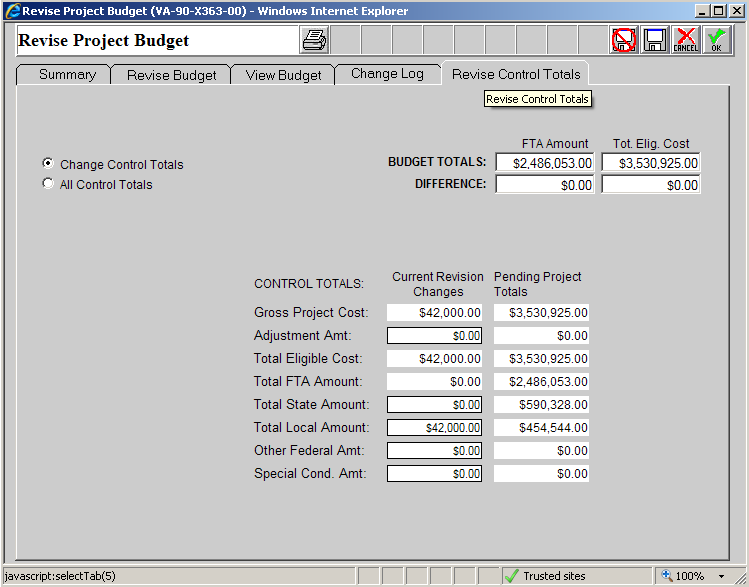 Revise Project Budget (VA-90-X363-00) - Windows Internet Explorer
Revise Project Budget
CANCEL OK
Summary Revise Budget View Budget Change Log Revise Control Totals
Revise Control Totals
FTA Amount Tot. Elig. Cost
Change Control Totals BUDGET TOTALS: $2,486,053.00 $3,530,925.00
All Control Totals DIFFERENCE: $0.00 $0.00
Current Revision Pending Project
CONTROL TOTALS: Changes Totals
Gross Project Cost: $42,000.00 $3,530,925.00
Adjustment Amt: $0.00 $0.00
Total Eligible Cost: $42,000.00 $3,530,925.00
Total FTA Amount: $0.00 $2,486,053.00
Total State Amount: $0.00 $590,328.00
Total Local Amount: $42,000.00 $454,544.00
Other Federal Amt: $0.00 $0.00
Special Cond. Amt: $0.00 $0.00
javascript:selectTab(5) Trusted sites 100%